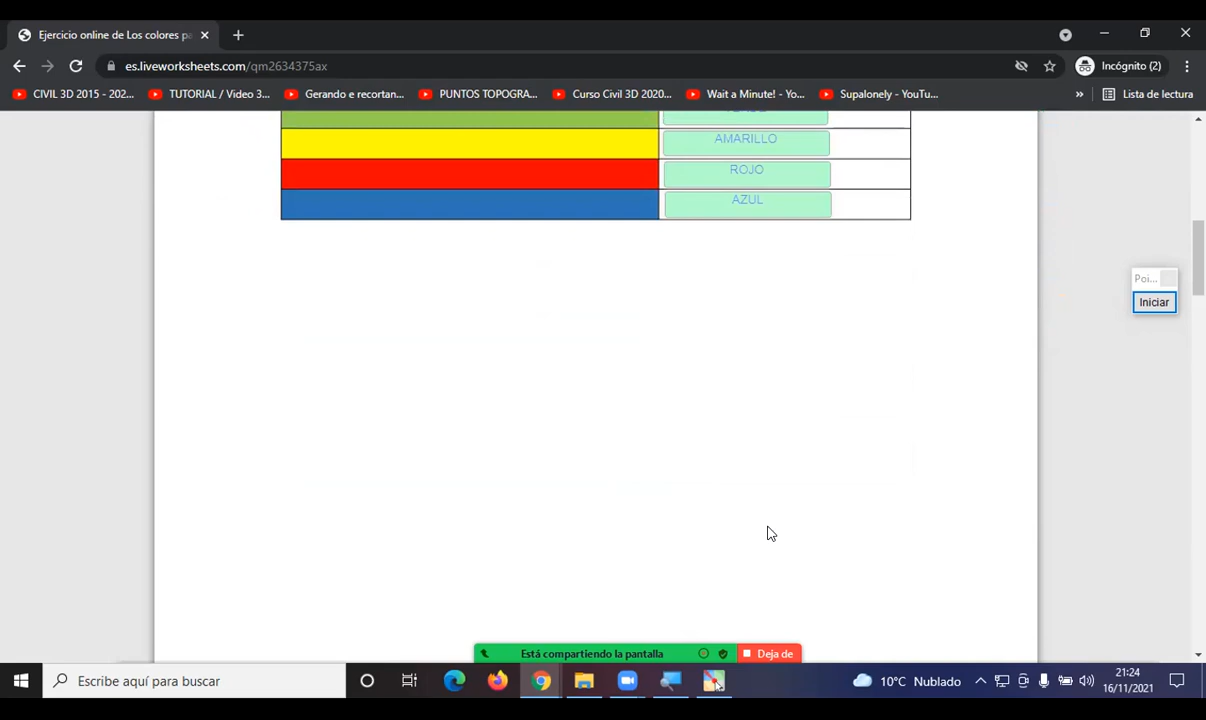 Ejercicio online de Los colores pa
es.liveworksheets.com/qm2634375ax
Incógnito (2)
CIVIL 3D 2015 - 202...
TUTORIAL / Video 3...
Gerando e recortan...
PUNTOS TOPOGRA...
Curso Civil 3D 2020...
Wait a Minute! - Yo...
Supalonely - YouTu...
»
Lista de lectura
AMARILLO
ROJO
AZUL
Poi...
Iniciar
Está compartiendo la pantalla
Deja de
Escribe aquí para buscar
10°C Nublado
21:24
16/11/2021